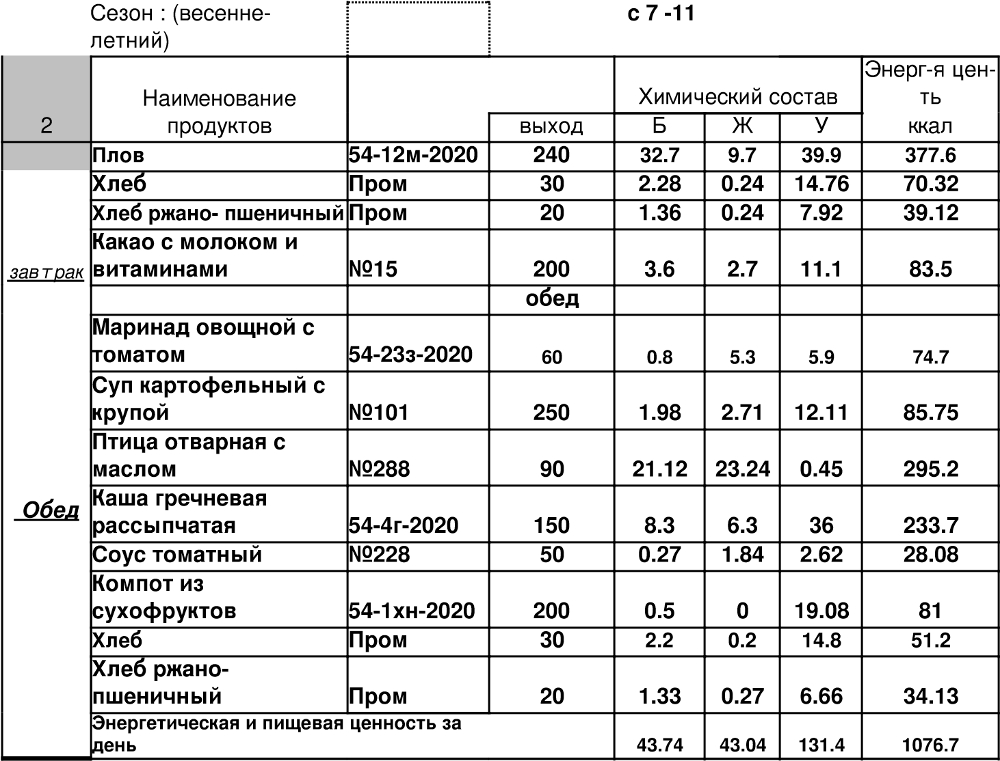 Сезон : (весенне-
летний)
с 7 -11
2 Наименование продуктов выход Химический состав Энерг-я цен-
ть
ккал
Б Ж У
Плов 54-12м-2020 240 32.7 9.7 39.9 377.6
Хлеб Пром 30 2.28 0.24 14.76 70.32
Хлеб ржано- пшеничный Пром 20 1.36 0.24 7.92 39.12
завтрак
Какао с молоком и
витаминами №15 200 3.6 2.7 11.1 83.5
обед
Маринад овощной с
томатом 54-23з-2020 60 0.8 5.3 5.9 74.7
Суп картофельный с
крупой №101 250 1.98 2.71 12.11 85.75
Птица отварная с
маслом №288 90 21.12 23.24 0.45 295.2
Обед
Каша гречневая
рассыпчатая 54-4г-2020 150 8.3 6.3 36 233.7
Соус томатный №228 50 0.27 1.84 2.62 28.08
Компот из
сухофруктов 54-1хн-2020 200 0.5 0 19.08 81
Хлеб Пром 30 2.2 0.2 14.8 51.2
Хлеб ржано-
пшеничный Пром 20 1.33 0.27 6.66 34.13
Энергетическая и пищевая ценность за
день 43.74 43.04 131.4 1076.7